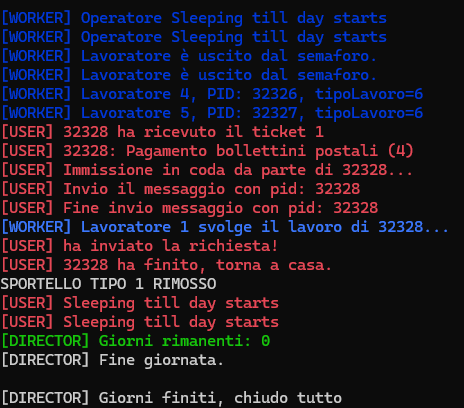 [WORKER] Operatore Sleeping till day starts
[WORKER] Operatore Sleeping till day starts
[WORKER] Lavoratore è uscito dal semaforo.
[WORKER] Lavoratore è uscito dal semaforo.
[WORKER] Lavoratore 4, PID: 32326, tipoLavoro=6
[WORKER] Lavoratore 5, PID: 32327, tipoLavoro=6
[USER] 32328 ha ricevuto il ticket 1
[USER] 32328: Pagamento bollettini postali (4)
[USER] Immissione in coda da parte di 32328...
[USER] Invio il messaggio con pid: 32328
[USER] Fine invio messaggio con pid: 32328
[WORKER] Lavoratore 1 svolge il lavoro di 32328...
[USER] ha inviato la richiesta!
[USER] 32328 ha finito, torna a casa.
SPORTELLO TIPO 1 RIMOSSO
[USER] Sleeping till day starts
[USER] Sleeping till day starts
[DIRECTOR] Giorni rimanenti: 0
[DIRECTOR] Fine giornata.
[DIRECTOR] Giorni finiti, chiudo tutto